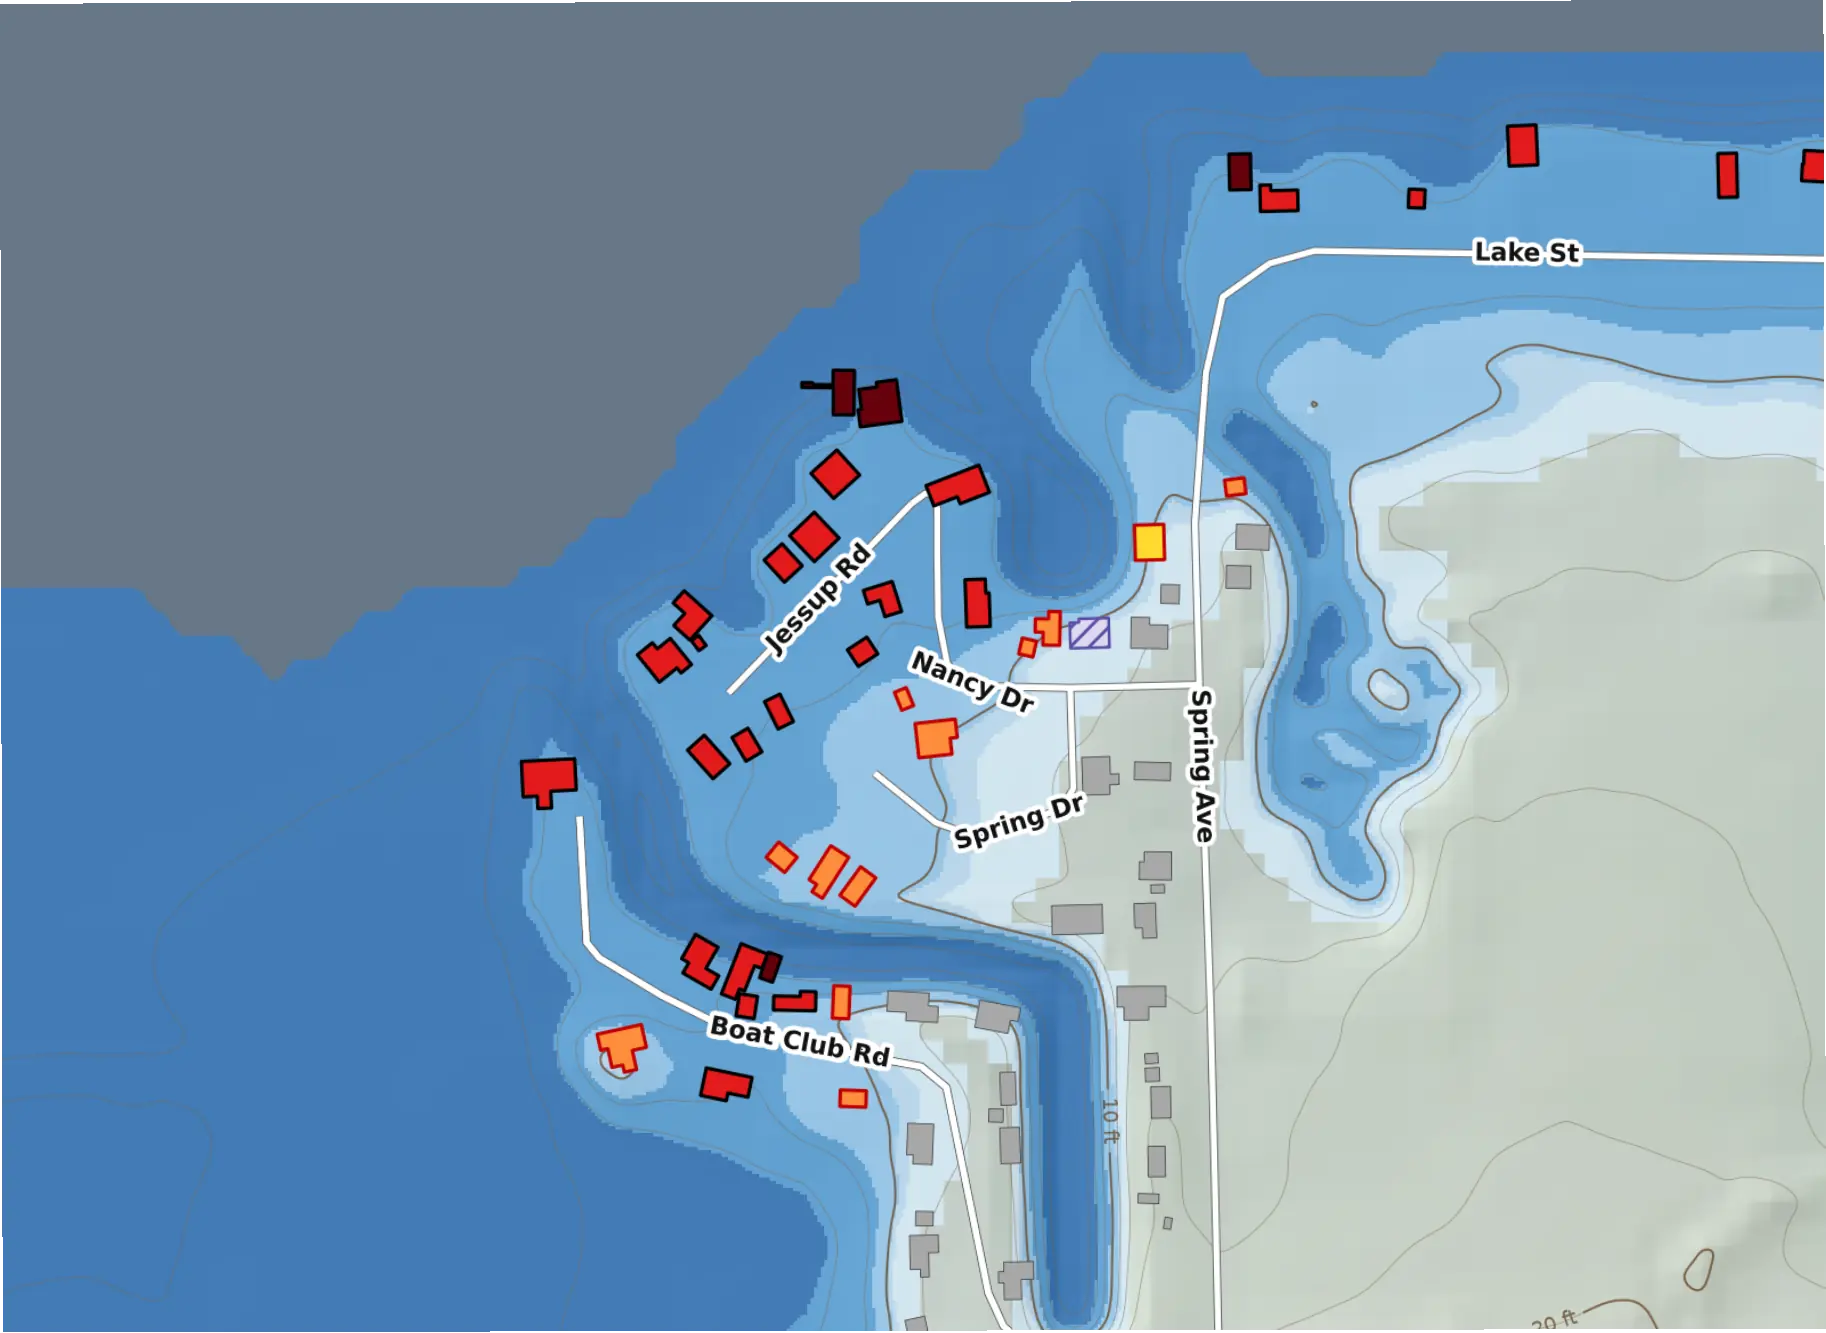 Lake St
Jessup Rd
Nancy Dr
Spring Ave
Spring Dr
Boat Club Rd
10 ft
20 ft